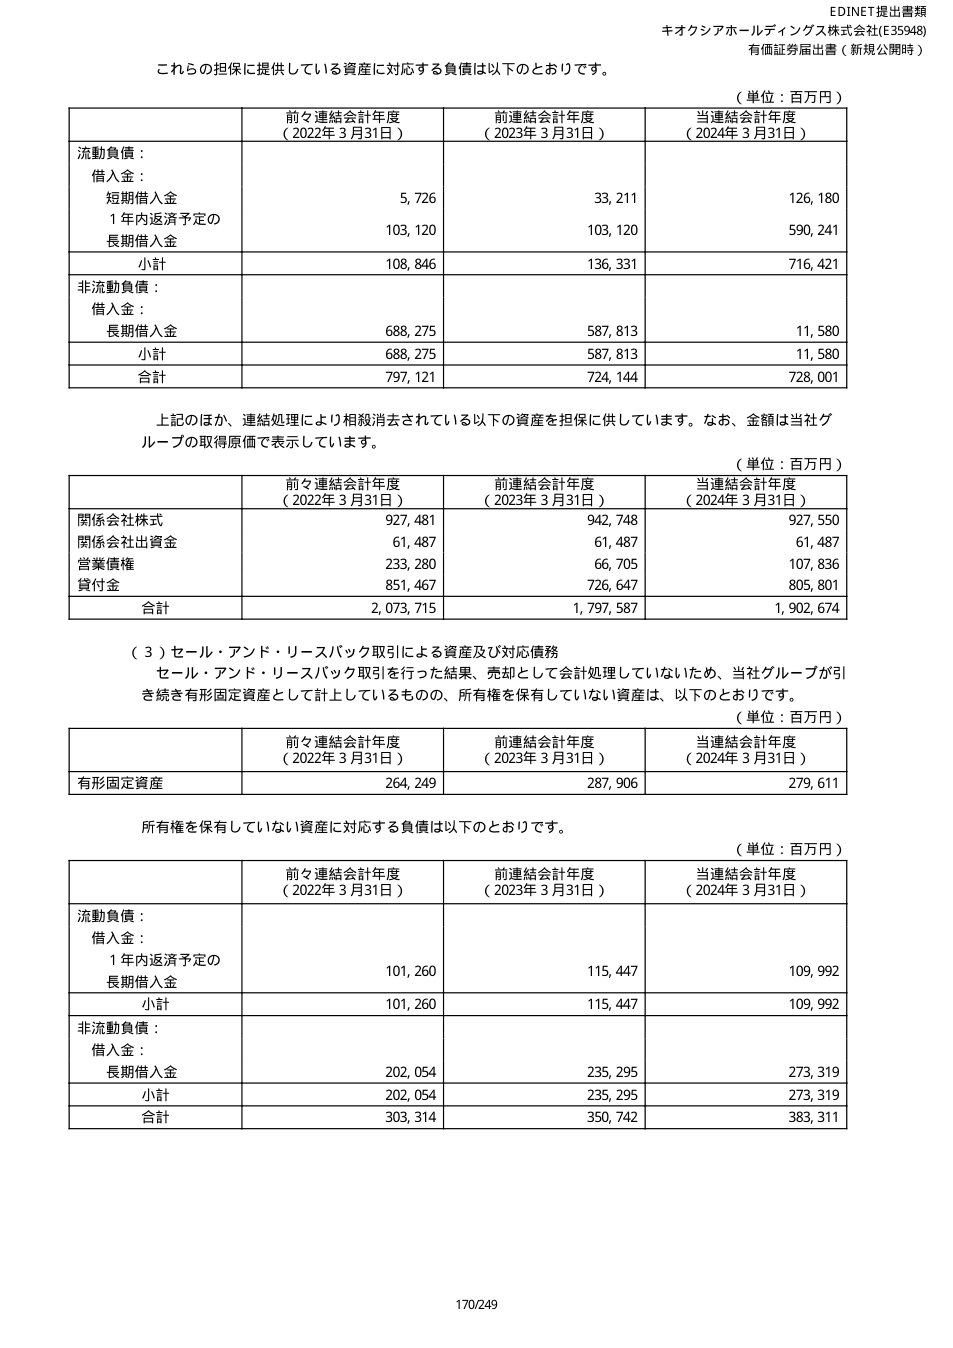 EDINET提出書類
キオクシアホールディングス株式会社(E35948)
有価証券届出書（新規公開時）
これらの担保に提供している資産に対応する負債は以下のとおりです。
（単位：百万円）
前々連結会計年度 前連結会計年度 当連結会計年度
（2022年３月31日） （2023年３月31日） （2024年３月31日）
流動負債：
借入金：
短期借入金 5,726 33,211 126,180
１年内返済予定の
長期借入金 103,120 103,120 590,241
小計 108,846 136,331 716,421
非流動負債：
借入金：
長期借入金 688,275 587,813 11,580
小計 688,275 587,813 11,580
合計 797,121 724,144 728,001
上記のほか、連結処理により相殺消去されている以下の資産を担保に供しています。なお、金額は当社グ
ループの取得原価で表示しています。
（単位：百万円）
前々連結会計年度 前連結会計年度 当連結会計年度
（2022年３月31日） （2023年３月31日） （2024年３月31日）
関係会社株式 927,481 942,748 927,550
関係会社出資金 61,487 61,487 61,487
営業債権 233,280 66,705 107,836
貸付金 851,467 726,647 805,801
合計 2,073,715 1,797,587 1,902,674
（３）セール・アンド・リースバック取引による資産及び対応債務
セール・アンド・リースバック取引を行った結果、売却として会計処理していないため、当社グループが引
き続き有形固定資産として計上しているものの、所有権を保有していない資産は、以下のとおりです。
（単位：百万円）
前々連結会計年度 前連結会計年度 当連結会計年度
（2022年３月31日） （2023年３月31日） （2024年３月31日）
有形固定資産 264,249 287,906 279,611
所有権を保有していない資産に対応する負債は以下のとおりです。
（単位：百万円）
前々連結会計年度 前連結会計年度 当連結会計年度
（2022年３月31日） （2023年３月31日） （2024年３月31日）
流動負債：
借入金：
１年内返済予定の
長期借入金 101,260 115,447 109,992
小計 101,260 115,447 109,992
非流動負債：
借入金：
長期借入金 202,054 235,295 273,319
小計 202,054 235,295 273,319
合計 303,314 350,742 383,311
170/249